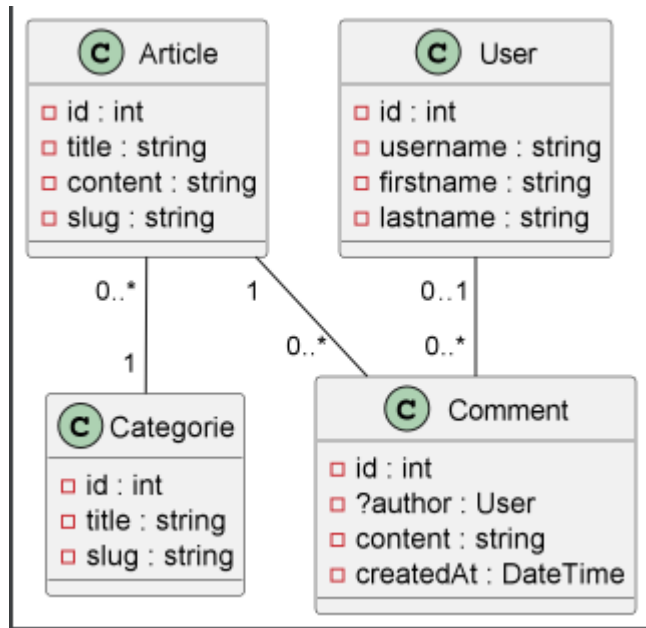 C Article
id : int
title : string
content : string
slug : string
C User
id : int
username : string
firstname : string
lastname : string
0..*
1
1
0..*
0..1
0..*
C Categorie
id : int
title : string
slug : string
C Comment
id : int
?author : User
content : string
createdAt : DateTime